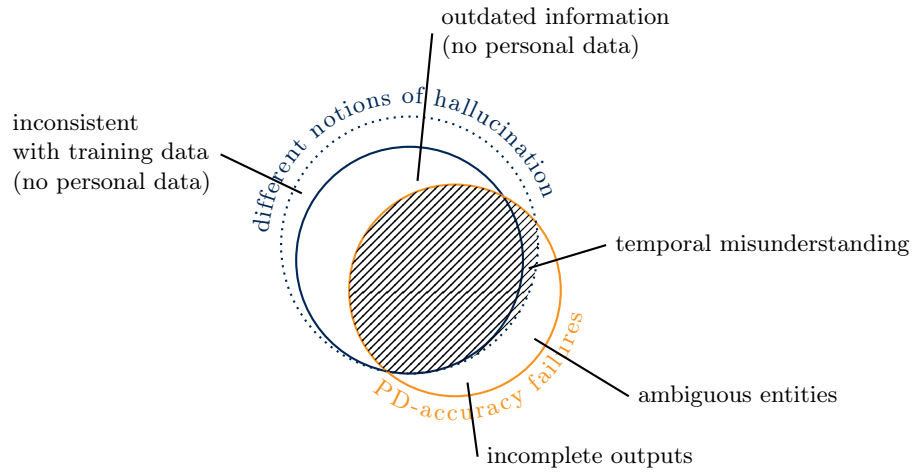 outdated information
(no personal data)
different notions of hallucination
inconsistent
with training data
(no personal data)
temporal misunderstanding
PD-accuracy failures
ambiguous entities
incomplete outputs